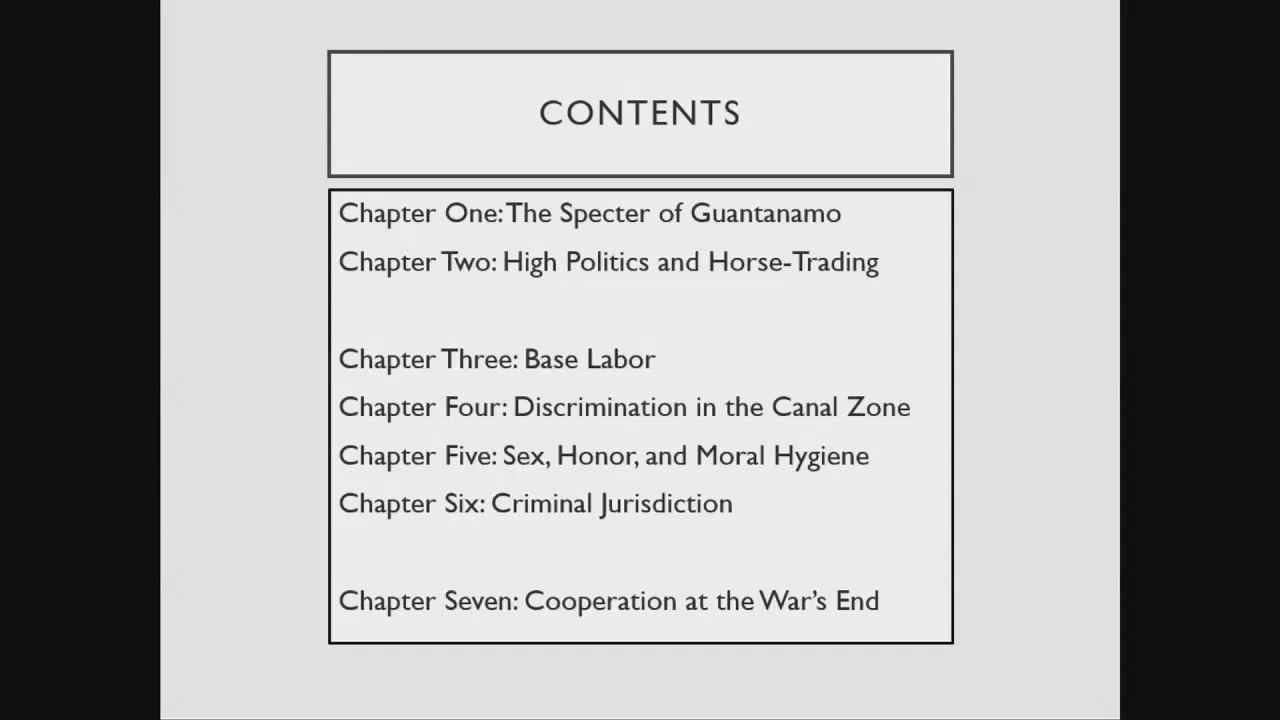 CONTENTS
Chapter One: The Specter of Guantanamo
Chapter Two: High Politics and Horse-Trading
Chapter Three: Base Labor
Chapter Four: Discrimination in the Canal Zone
Chapter Five: Sex, Honor, and Moral Hygiene
Chapter Six: Criminal Jurisdiction
Chapter Seven: Cooperation at the War’s End